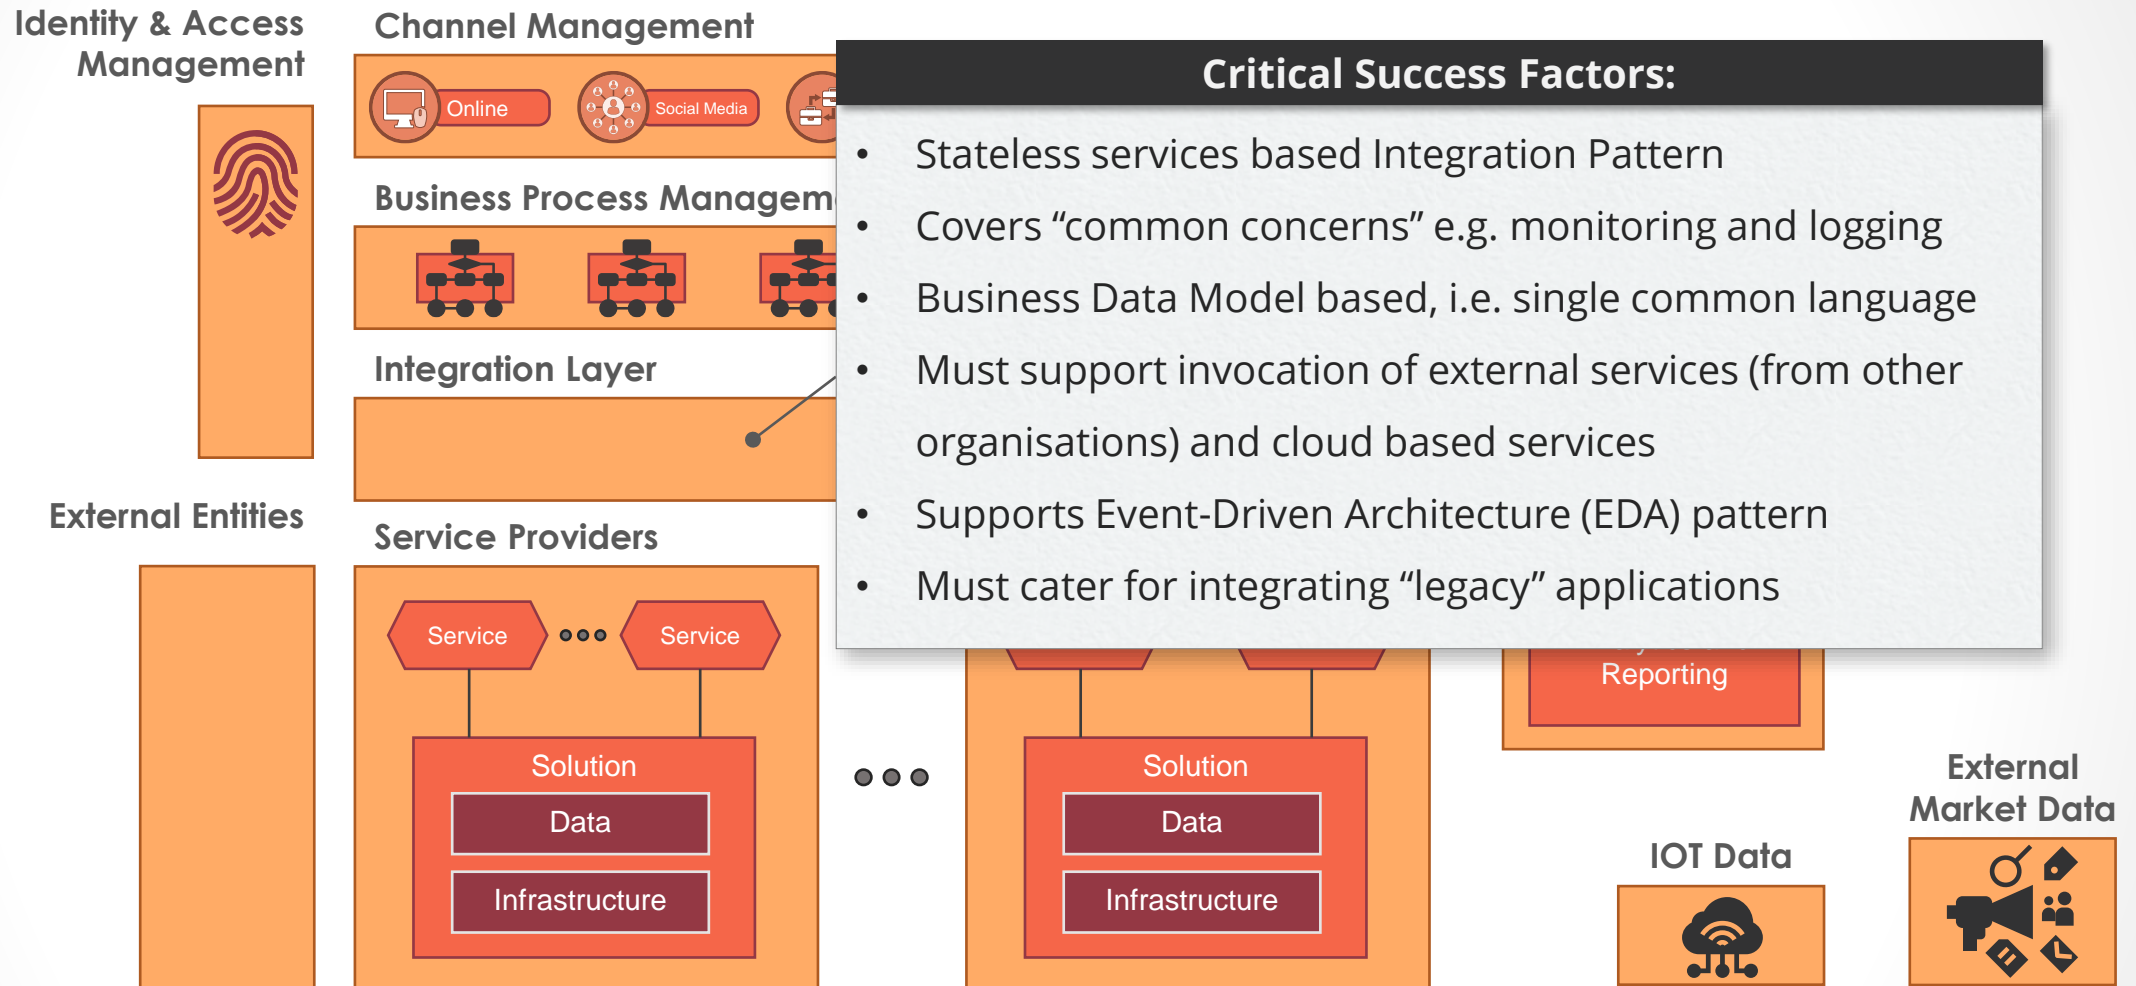 Identity & Access
Management
Channel Management
Online
Social Media
Business Process
Integration Layer
External Entities
Service Providers
Service
Service
Solution
Data
Infrastructure
Critical Success Factors:
• Stateless services based Integration Pattern
• Covers “common concerns” e.g. monitoring and logging
• Business Data Model based, i.e. single common language
• Must support invocation of external services (from other
organisations) and cloud based services
• Supports Event-Driven Architecture (EDA) pattern
• Must cater for integrating “legacy” applications
Solution
Data
Infrastructure
Reporting
IOT Data
External
Market Data